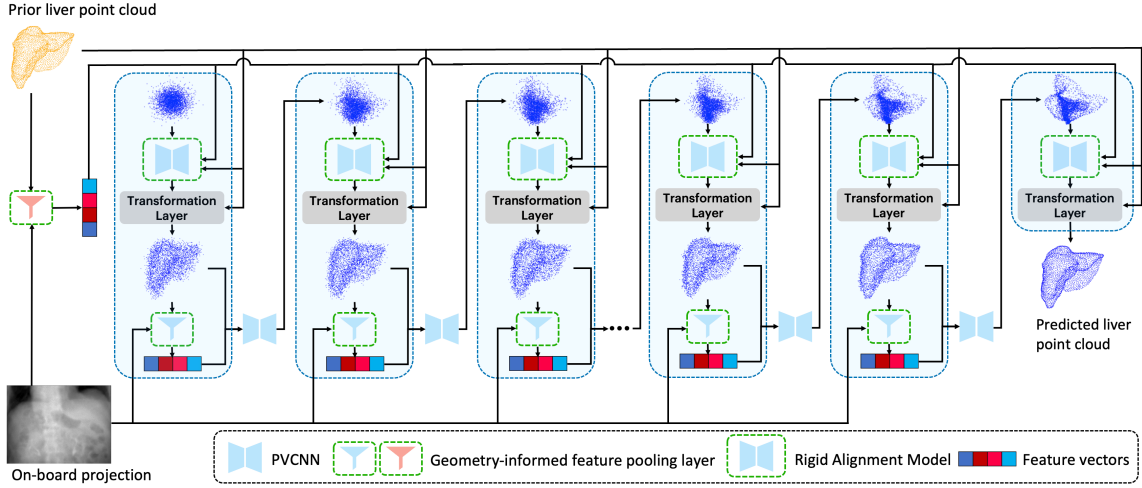 Prior liver point cloud
Transformation
Layer
Transformation
Layer
Transformation
Layer
Transformation
Layer
Transformation
Layer
Transformation
Layer
Predicted liver
point cloud
On-board projection
PVCNN
Geometry-informed feature pooling layer
Rigid Alignment Model
Feature vectors